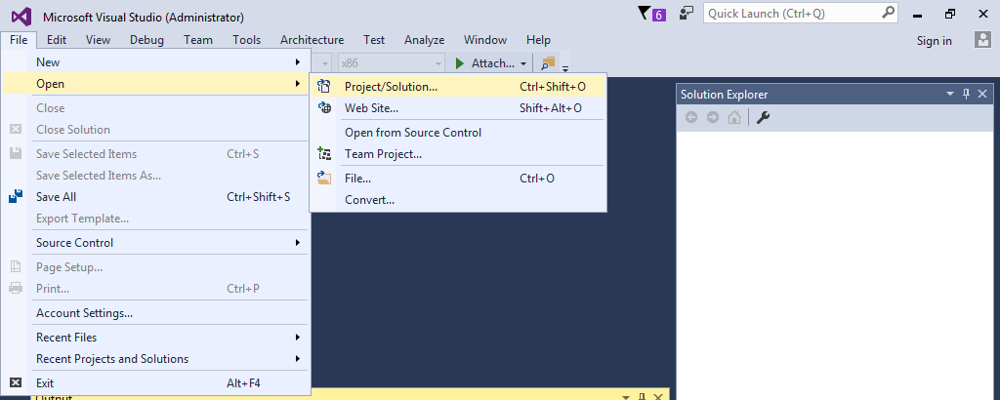 Microsoft Visual Studio (Administrator)
6
Quick Launch (Ctrl+Q)
File Edit View Debug Team Tools Architecture Test Analyze Window Help
Sign in
x86
Attach...
New
Open
Close
Close Solution
Save Selected Items Ctrl+S
Save Selected Items As...
Save All Ctrl+Shift+S
Export Template...
Source Control
Page Setup...
Print... Ctrl+P
Account Settings...
Recent Files
Recent Projects and Solutions
Exit Alt+F4
Project/Solution... Ctrl+Shift+O
Web Site... Shift+Alt+O
Open from Source Control
Team Project...
File... Ctrl+O
Convert...
Solution Explorer
Output